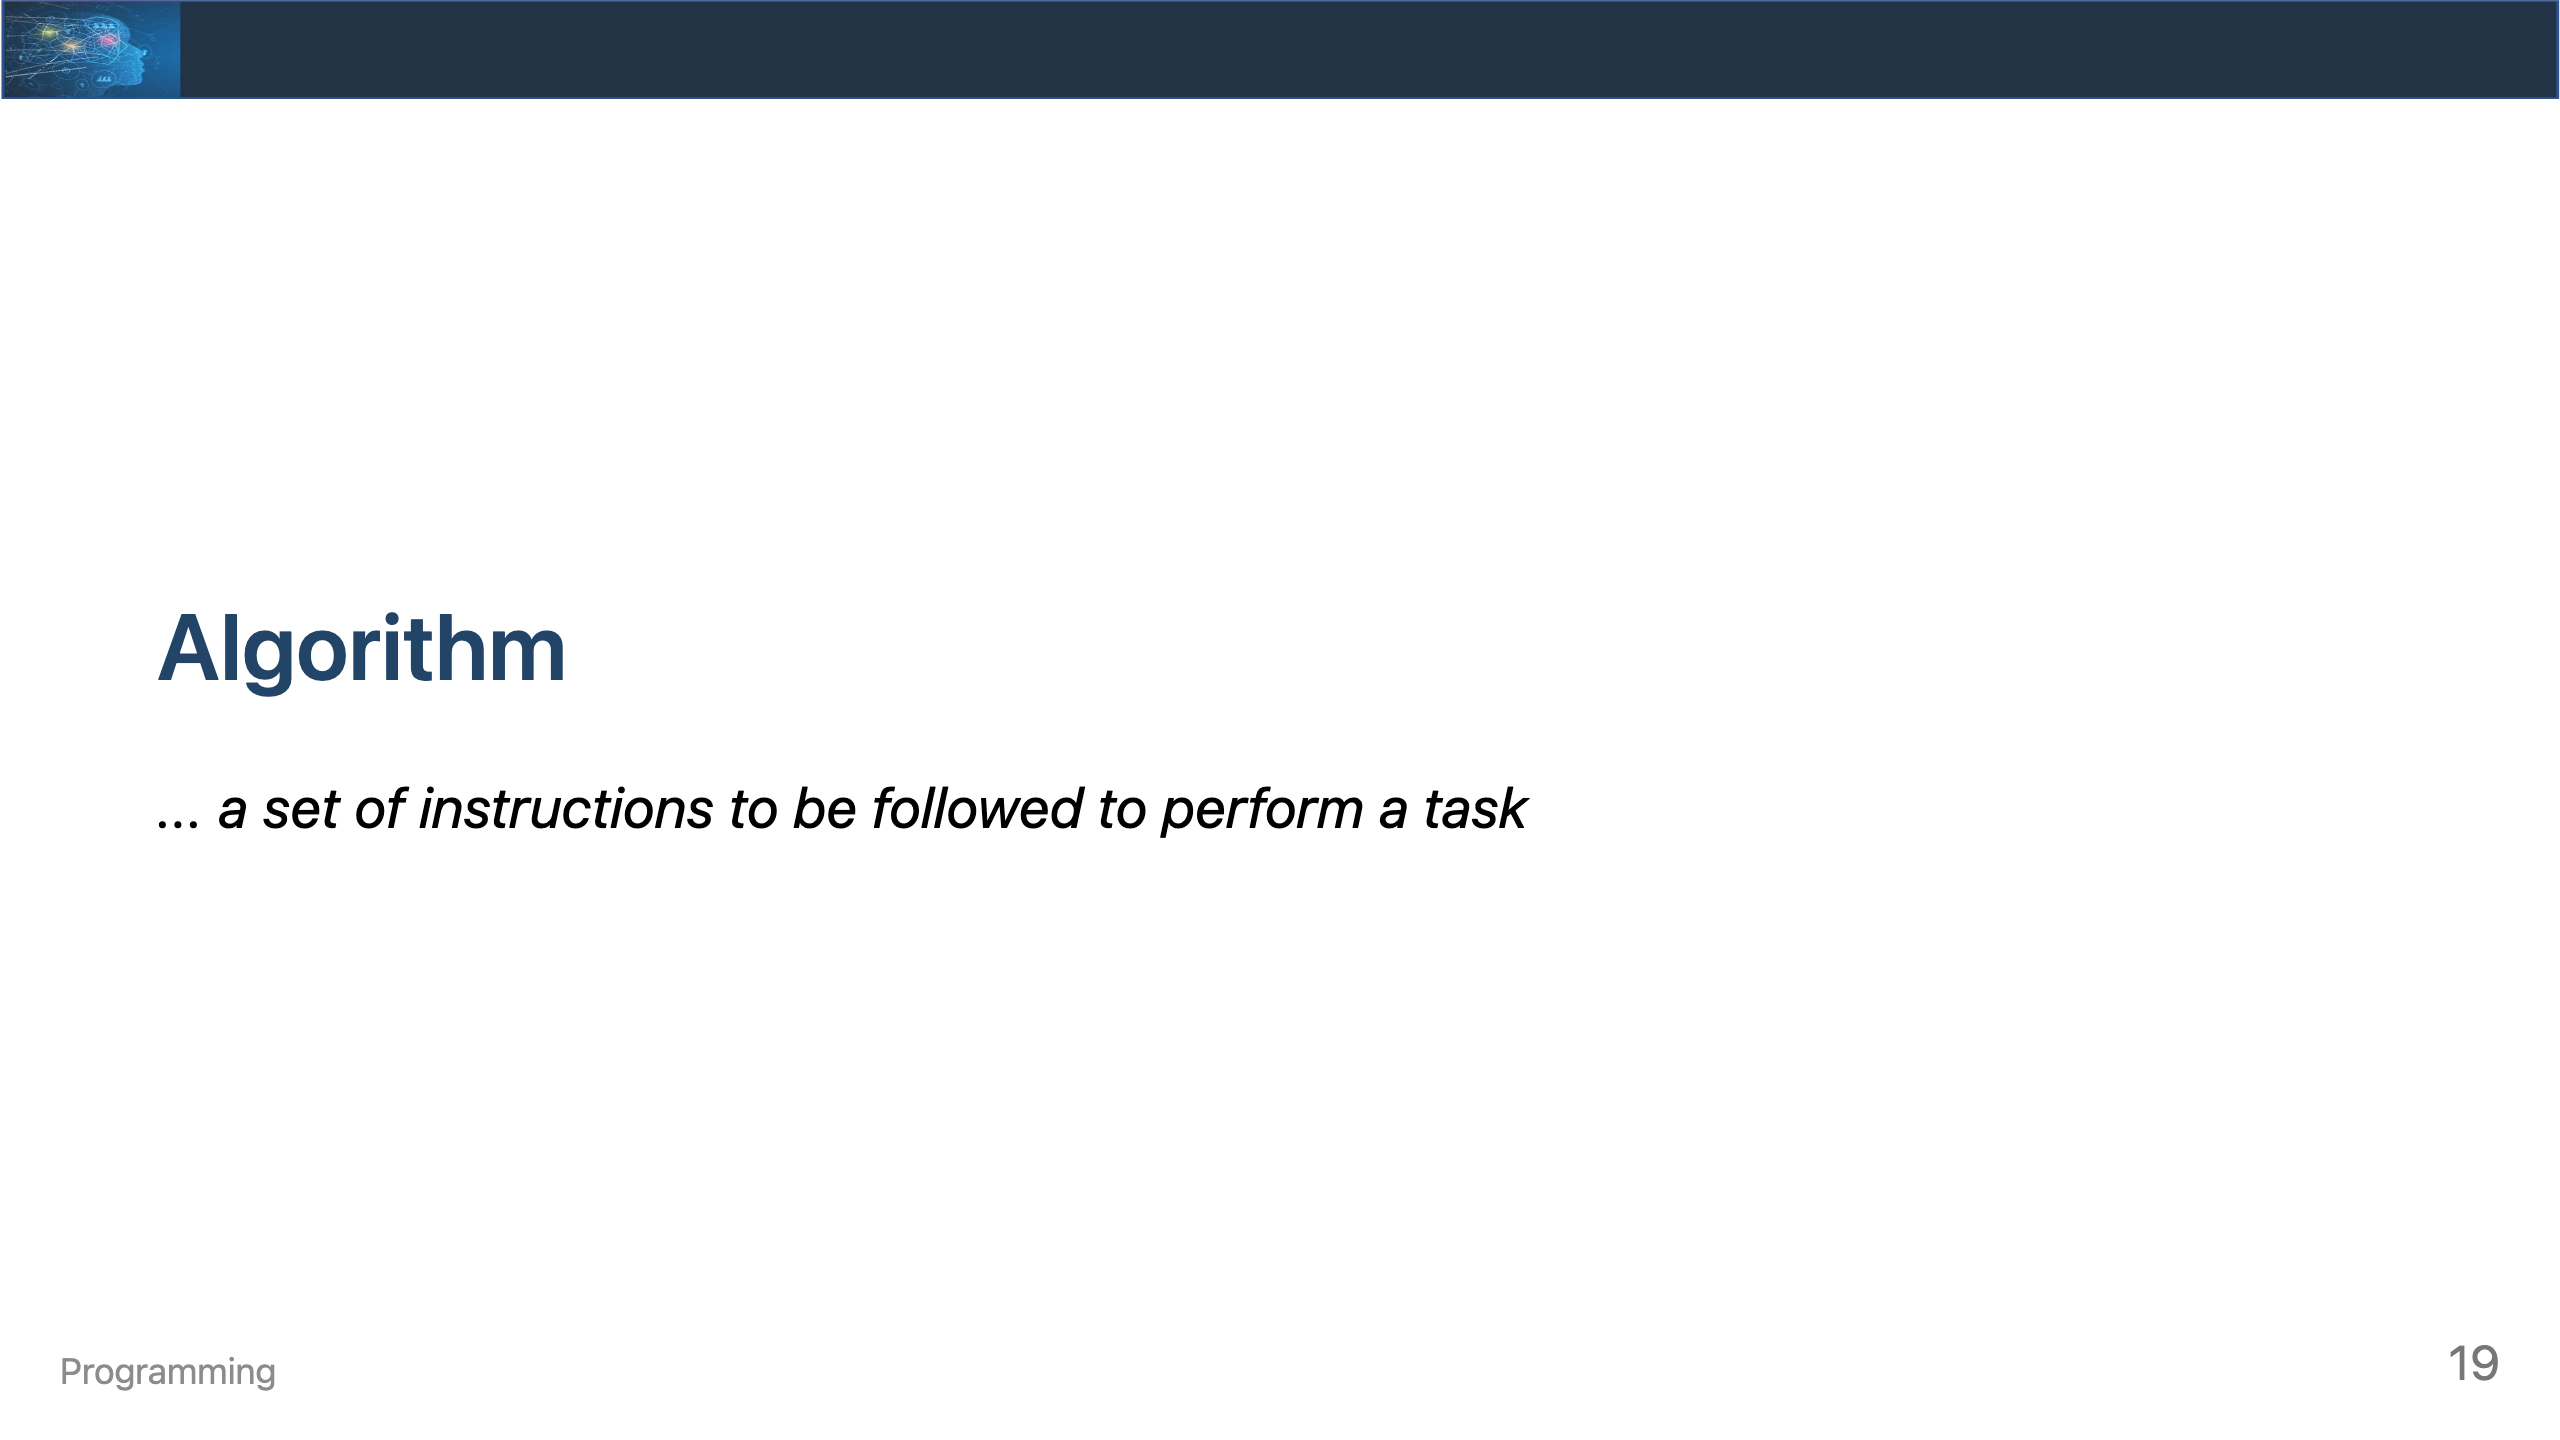 Algorithm
... a set of instructions to be followed to perform a task
Programming
19